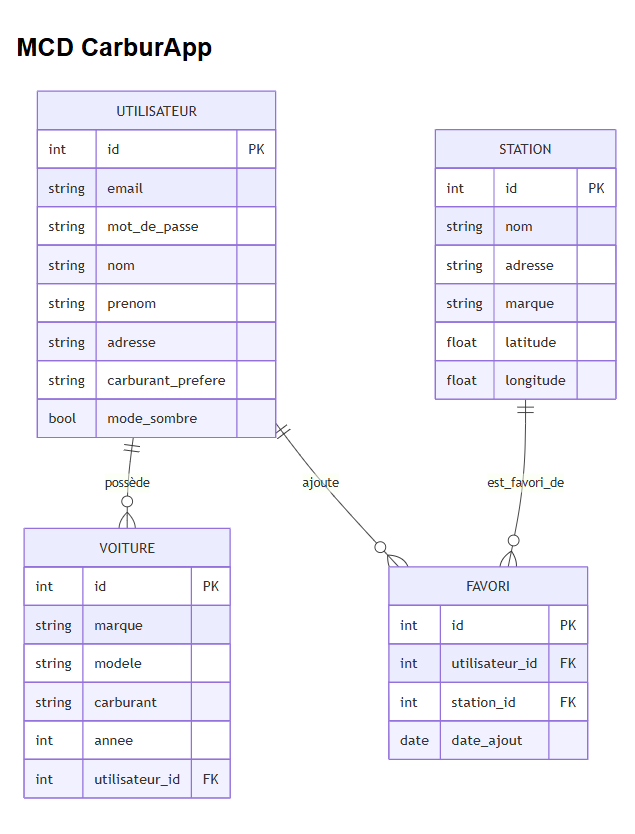 MCD CarburApp
UTILISATEUR
int id PK
string email
string mot_de_passe
string nom
string prenom
string adresse
string carburant_prefere
bool mode_sombre
STATION
int id PK
string nom
string adresse
string marque
float latitude
float longitude
possède
ajoute
est_favori_de
VOITURE
int id PK
string marque
string modele
string carburant
int annee
int utilisateur_id FK
FAVORI
int id PK
int utilisateur_id FK
int station_id FK
date date_ajout